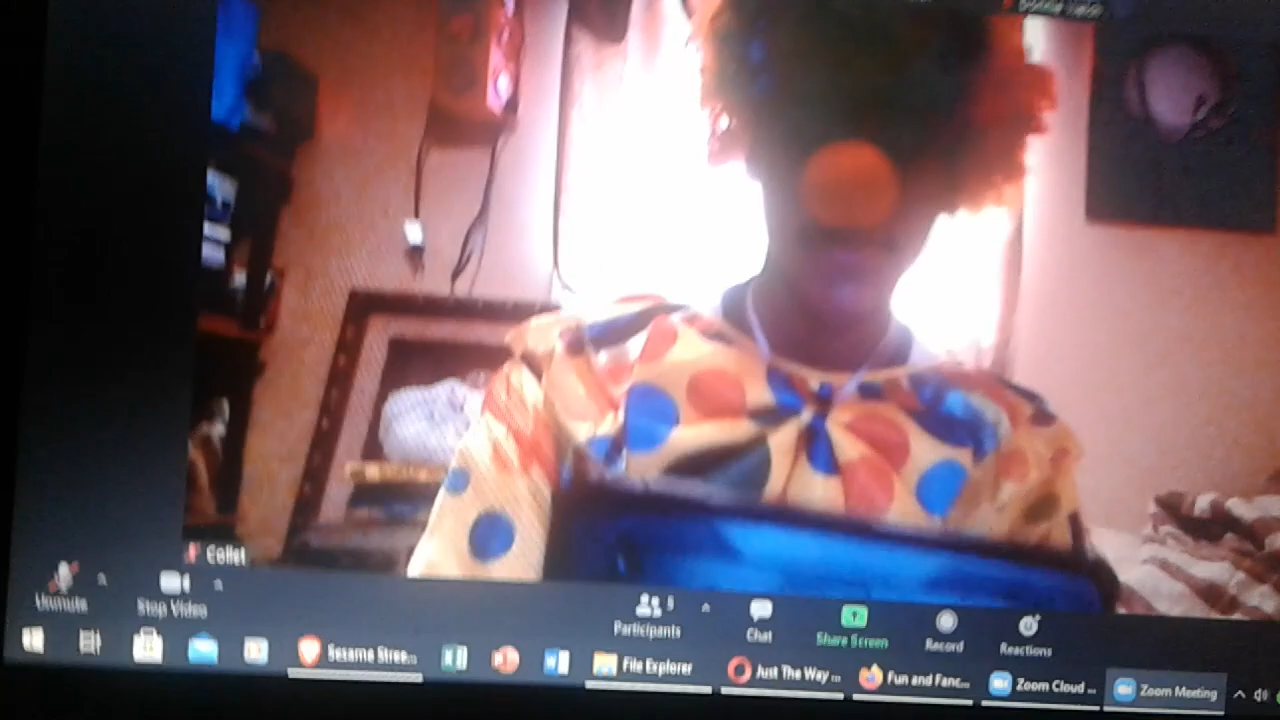 Collet
Unmute
Stop Video
5
Participants
Chat
Share Screen
Record
Reactions
Sesame Stree...
File Explorer
Just The Way ...
Fun and Fanc...
Zoom Cloud ...
Zoom Meeting